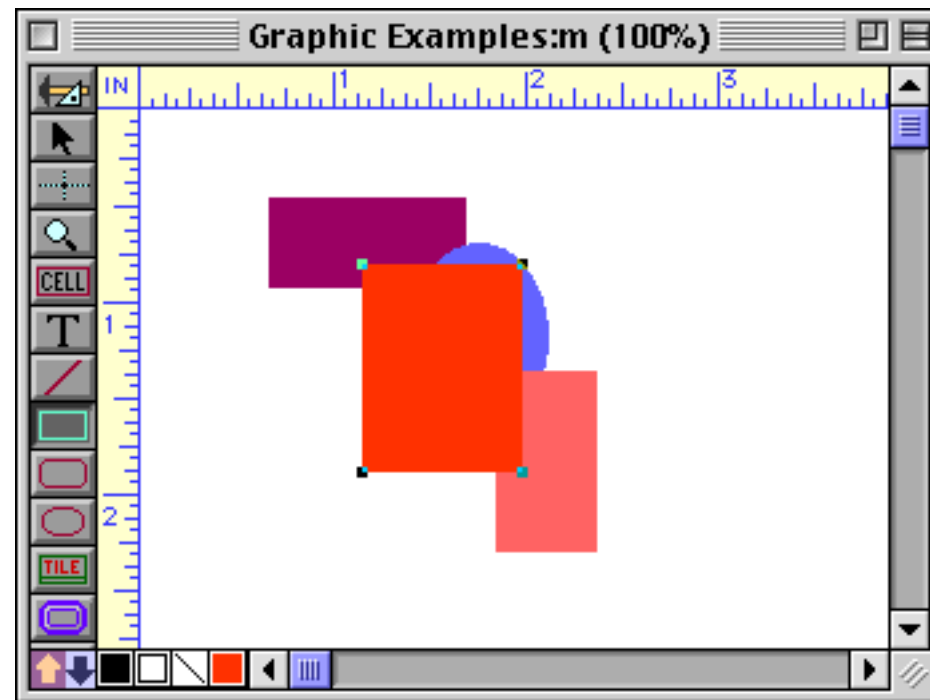 Graphic Examples:m (100%)
IN
1 2 3
CELL
T
1
2
TILE